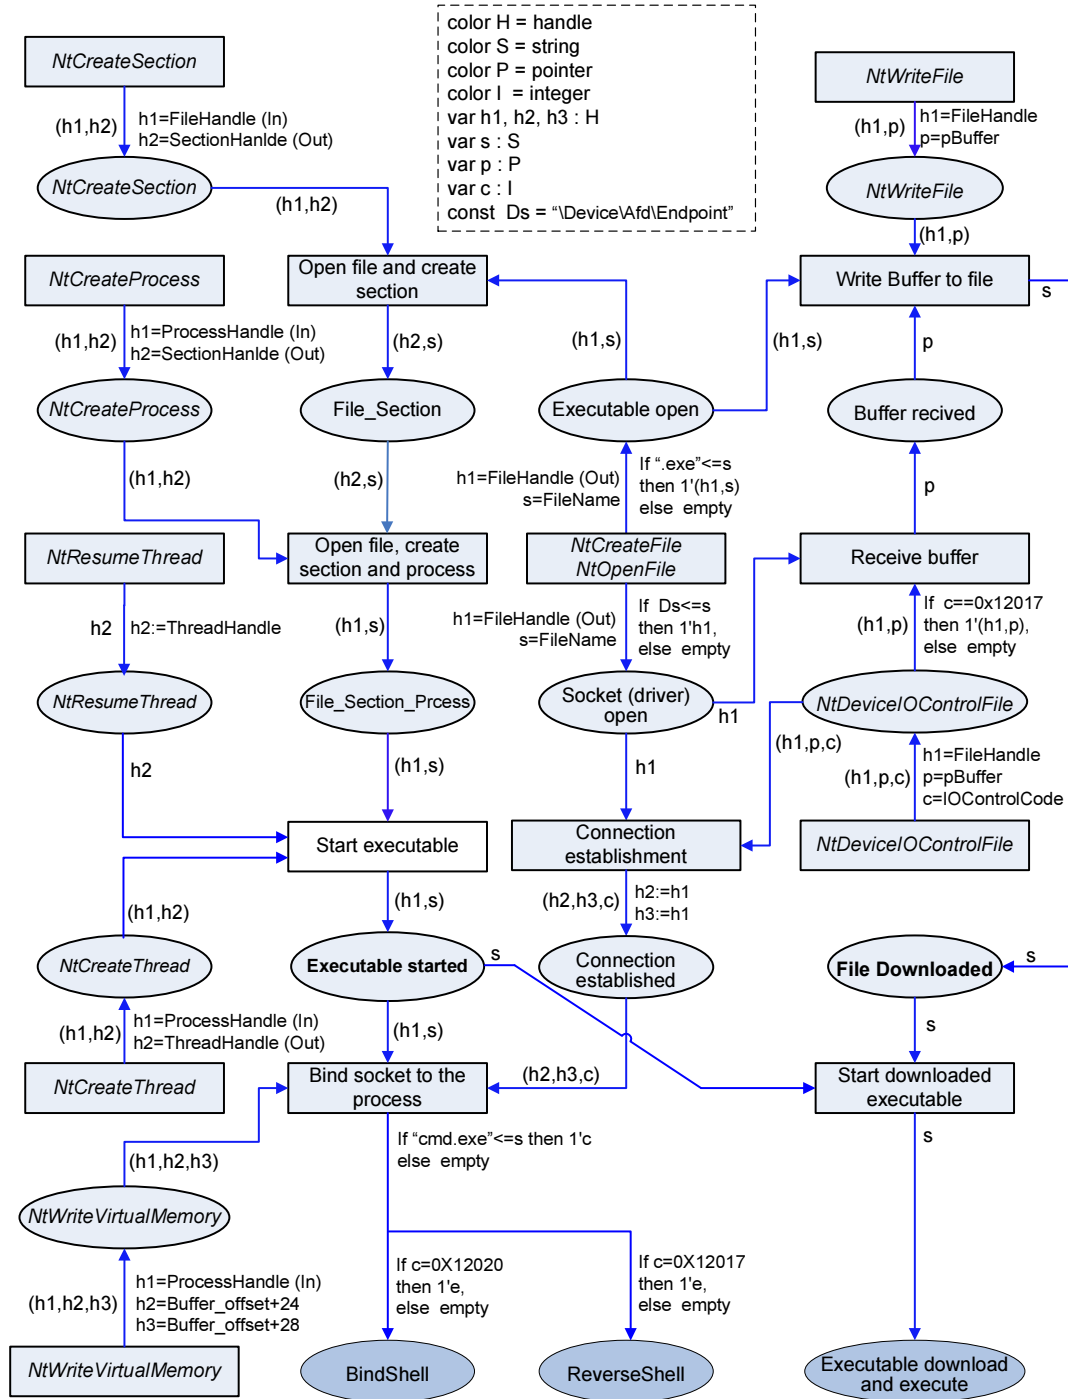 color H = handle
color S = string
color P = pointer
color I = integer
var h1, h2, h3 : H
var s : S
var p : P
var c : I
const Ds = “\Device\Afd\Endpoint”
NtCreateSection
(h1,h2)
h1=FileHandle (In)
h2=SectionHanlde (Out)
NtCreateSection
(h1,h2)
NtWriteFile
(h1,p)
h1=FileHandle
p=pBuffer
NtWriteFile
(h1,p)
NtCreateProcess
(h1,h2)
h1=ProcessHandle (In)
h2=SectionHanlde (Out)
NtCreateProcess
(h1,h2)
Open file and create
section
(h2,s)
File_Section
(h2,s)
(h1,s)
Executable open
(h1,s)
Write Buffer to file
s
p
Buffer recived
p
h1=FileHandle (Out)
s=FileName
If “.exe”<=s
then 1'(h1,s)
else empty
NtResumeThread
h2
h2:=ThreadHandle
NtResumeThread
h2
Open file, create
section and process
(h1,s)
File_Section_Prcess
(h1,s)
NtCreateFile
NtOpenFile
h1=FileHandle (Out)
s=FileName
If Ds<=s
then 1'h1,
else empty
Socket (driver)
open
h1
h1
Receive buffer
(h1,p)
If c==0x12017
then 1'(h1,p),
else empty
NtDeviceIOControlFile
(h1,p,c)
(h1,p,c)
h1=FileHandle
p=pBuffer
c=IOControlCode
NtDeviceIOControlFile
Start executable
(h1,s)
Connection
establishment
(h2,h3,c)
h2:=h1
h3:=h1
(h1,h2)
NtCreateThread
(h1,h2)
h1=ProcessHandle (In)
h2=ThreadHandle (Out)
NtCreateThread
Executable started
s
(h1,s)
Connection
established
(h2,h3,c)
File Downloaded
s
s
Bind socket to the
process
Start downloaded
executable
s
If “cmd.exe”<=s then 1'c
else empty
(h1,h2,h3)
NtWriteVirtualMemory
(h1,h2,h3)
h1=ProcessHandle (In)
h2=Buffer_offset+24
h3=Buffer_offset+28
NtWriteVirtualMemory
If c=0X12020
then 1'e,
else empty
If c=0X12017
then 1'e,
else empty
BindShell
ReverseShell
Executable download
and execute